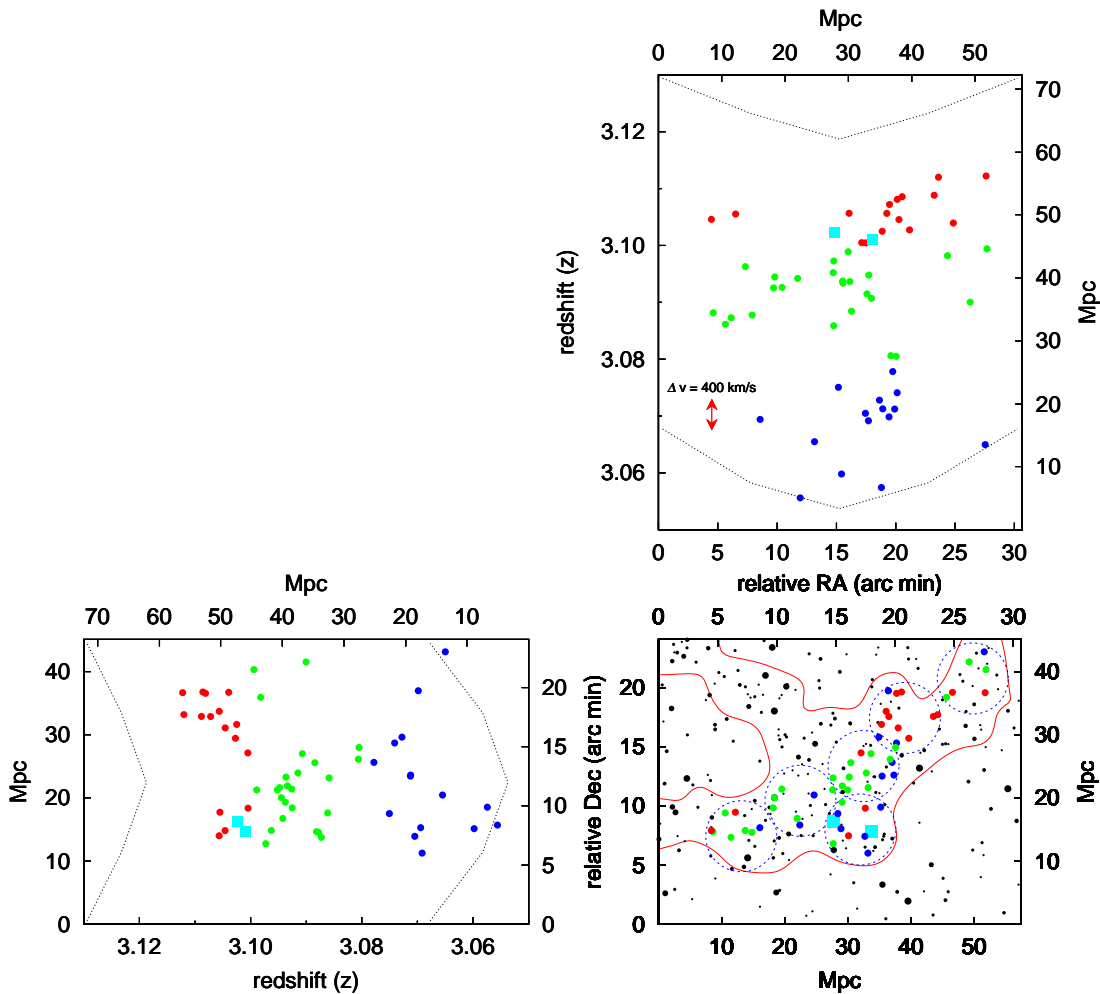 Mpc
0 10 20 30 40 50
3.12
3.10
3.08
3.06
redshift (z)
70
60
50
40
30
20
10
Mpc
Δ v = 400 km/s
0 5 10 15 20 25 30
relative RA (arc min)
Mpc
70 60 50 40 30 20 10
40
30
20
10
0
Mpc
20
15
10
5
0
relative Dec (arc min)
3.12 3.10 3.08 3.06
redshift (z)
0 5 10 15 20 25 30
20
15
10
5
0
40
30
20
10
Mpc
10 20 30 40 50
Mpc